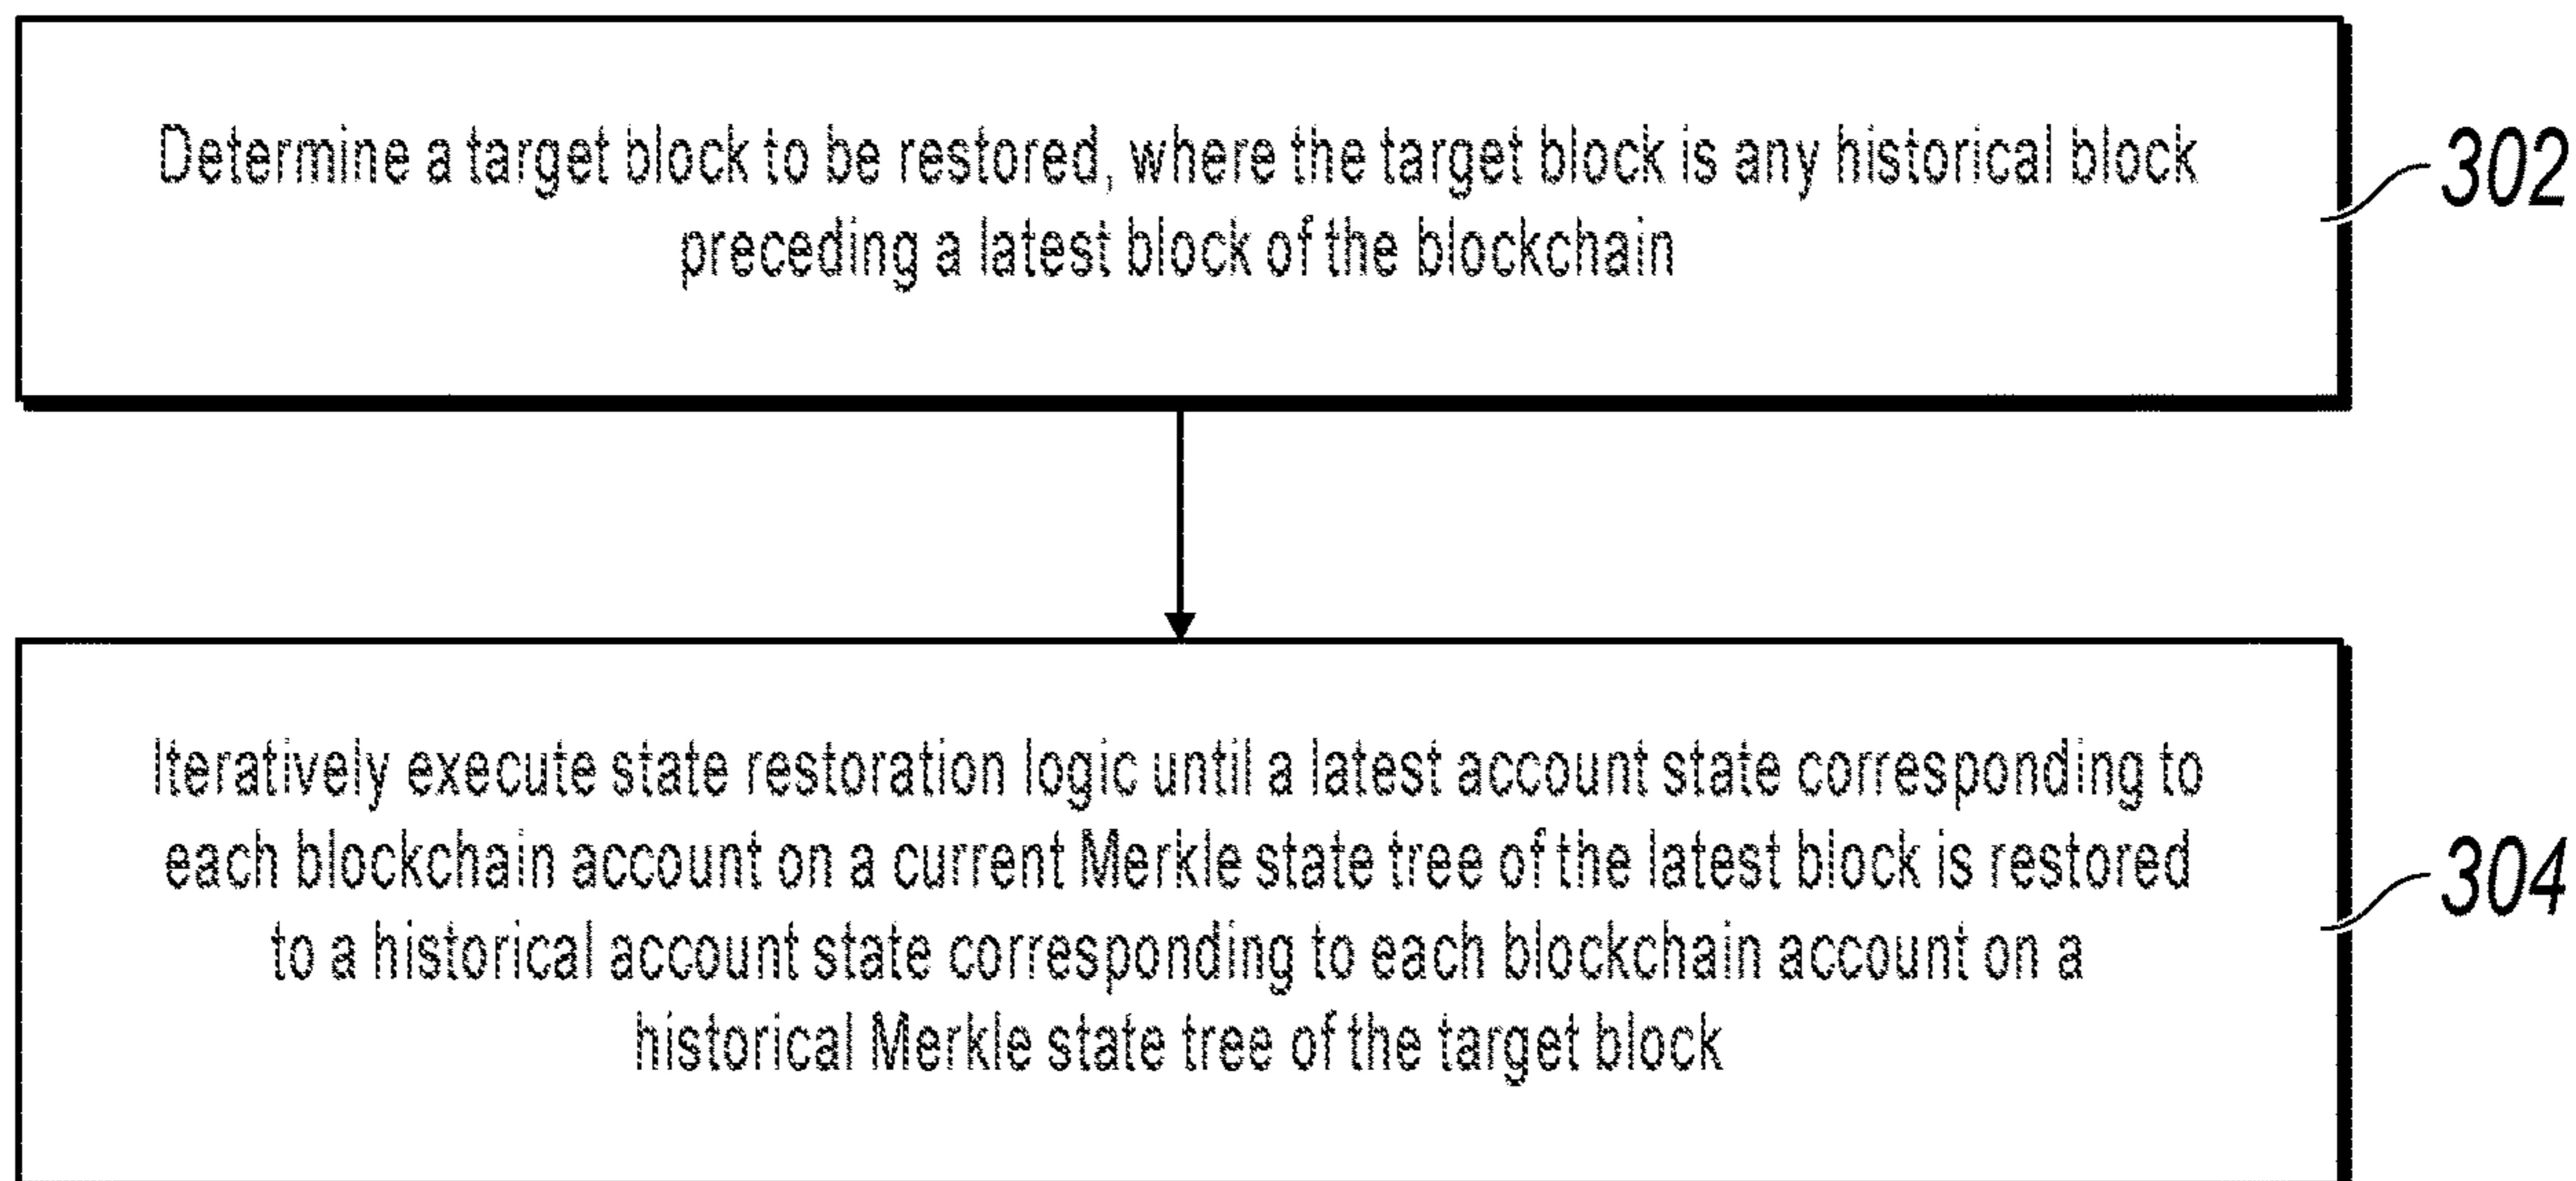 Determine a target block to be restored, where the target block is any historical block
preceding a latest block of the blockchain
302
Iteratively execute state restoration logic until a latest account state corresponding to
each blockchain account on a current Merkle state tree of the latest block is restored
to a historical account state corresponding to each blockchain account on a
historical Merkle state tree of the target block
304